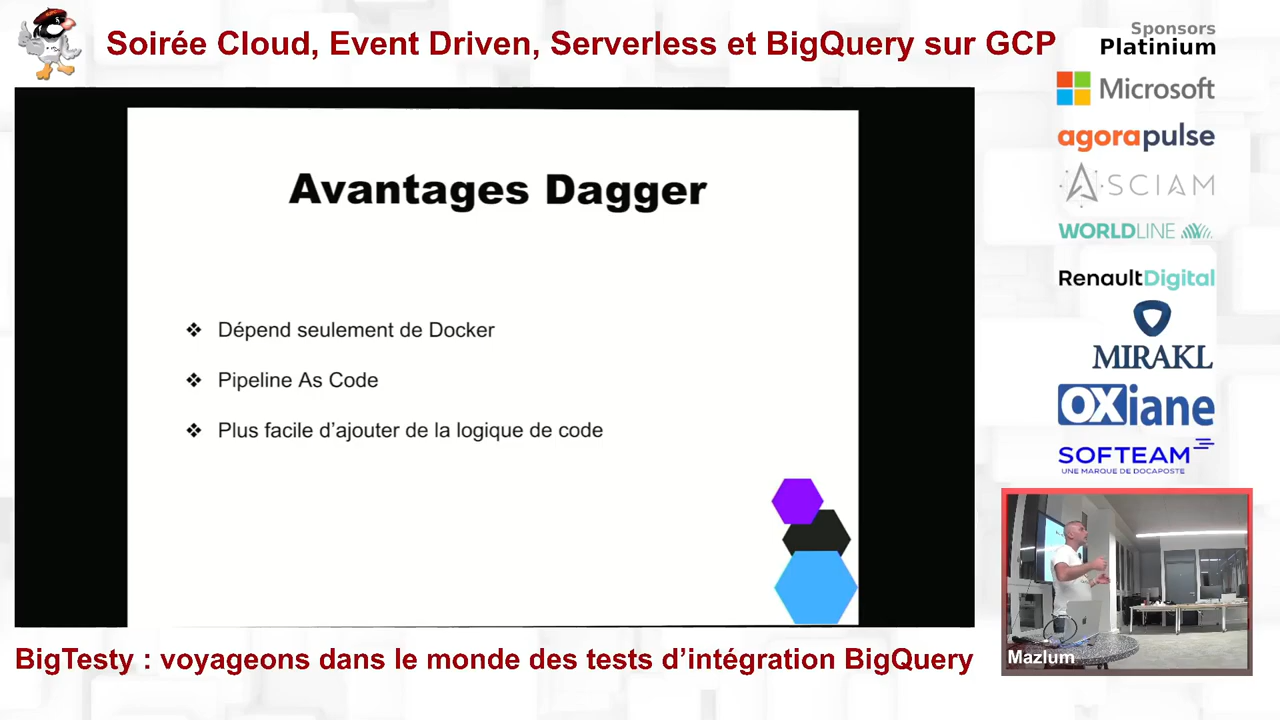 Soirée Cloud, Event Driven, Serverless et BigQuery sur GCP
Sponsors
Platinium
Microsoft
agorapulse
ASCIAM
WORLDLINE
RenaultDigital
MIRAKL
OXiane
SOFTEAM
UNE MARQUE DE DOCAPOSTE
Avantages Dagger
❖ Dépend seulement de Docker
❖ Pipeline As Code
❖ Plus facile d’ajouter de la logique de code
Mazlum
BigTesty : voyageons dans le monde des tests d’intégration BigQuery